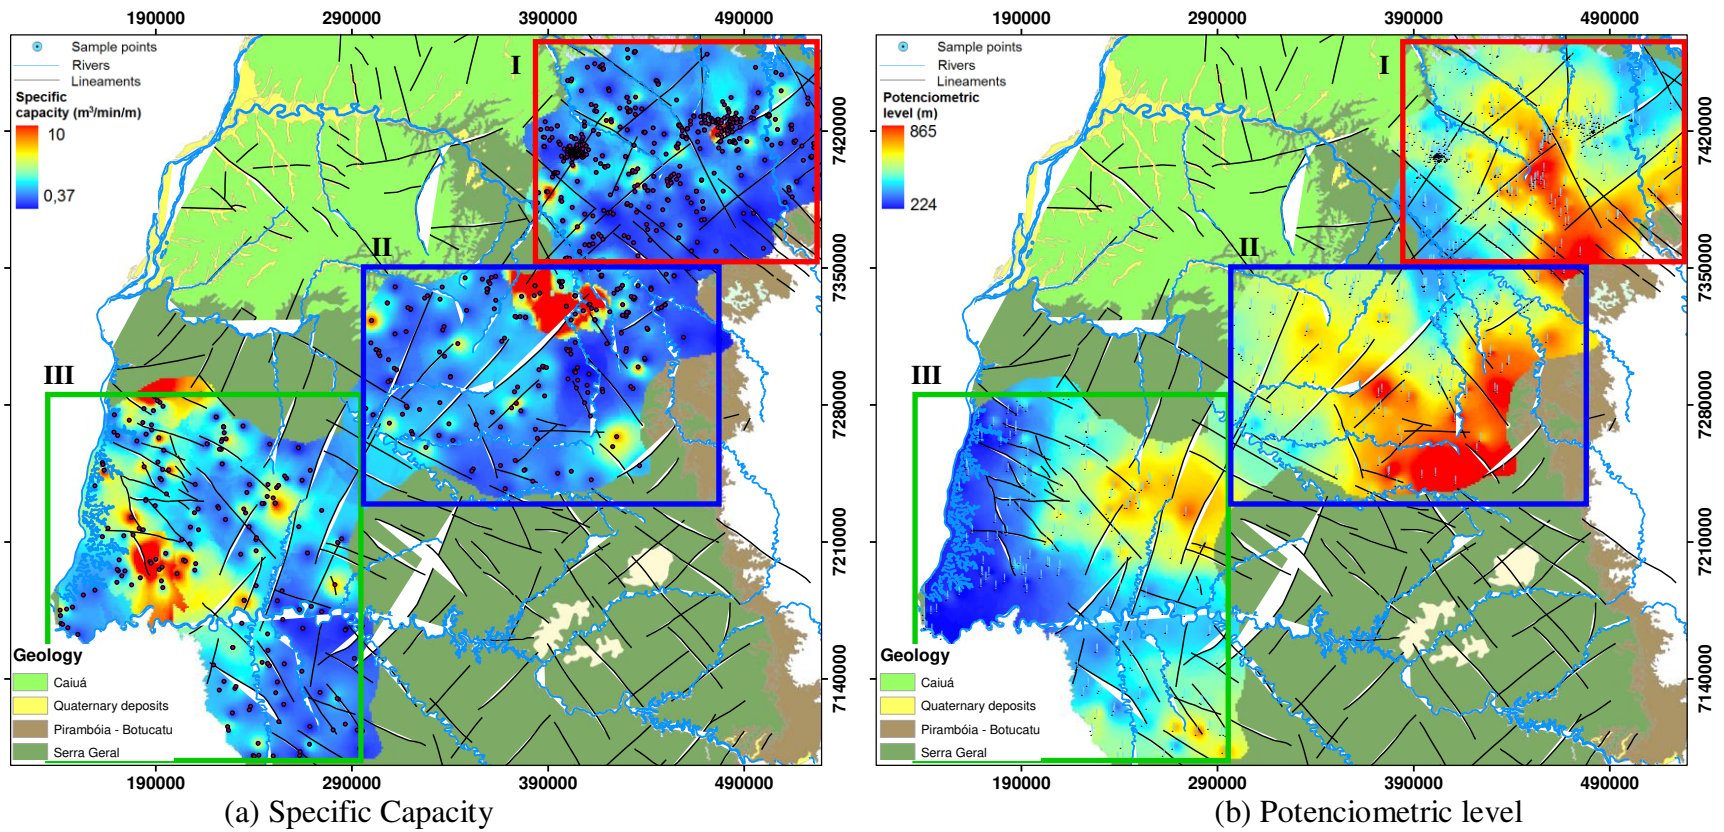 190000 290000 390000 490000
190000 290000 390000 490000
Sample points
Rivers
Lineaments
Specific
capacity (m³/min/m)
10
0,37
I
II
III
7420000
7350000
7280000
7210000
7140000
Geology
Caiuá
Quaternary deposits
Pirambóia - Botucatu
Serra Geral
190000 290000 390000 490000
(a) Specific Capacity
Sample points
Rivers
Lineaments
Potenciometric
level (m)
865
224
I
II
III
7420000
7350000
7280000
7210000
7140000
Geology
Caiuá
Quaternary deposits
Pirambóia - Botucatu
Serra Geral
190000 290000 390000 490000
(b) Potenciometric level